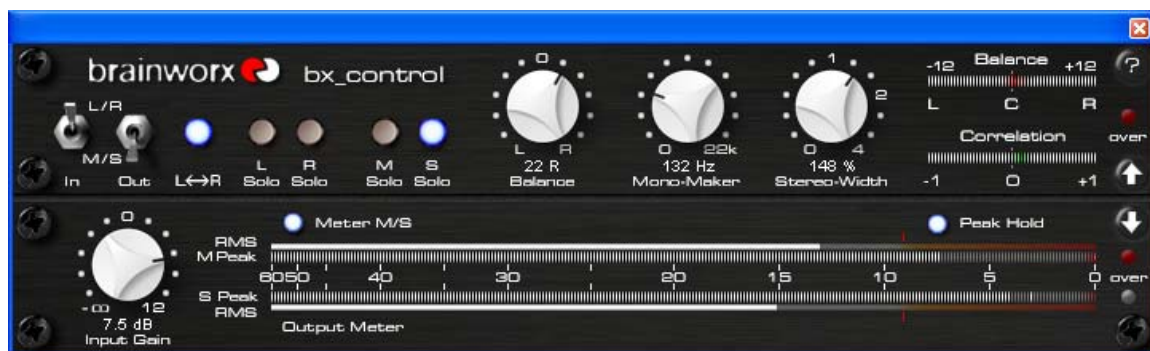 brainworx bx_control
L/R
M/S
In Out L↔R L Solo R Solo M Solo S Solo
0
L R
22 R
Balance
0 22k
132 Hz
Mono-Maker
1
2
0 4
148 %
Stereo-Width
-12 Balance +12
L C R
Correlation
-1 0 +1
?
over
0
-∞ 12
7.5 dB
Input Gain
Meter M/S
Peak Hold
RMS
M Peak
60 50 40 30 20 15 10 5 0
S Peak
RMS
Output Meter
over